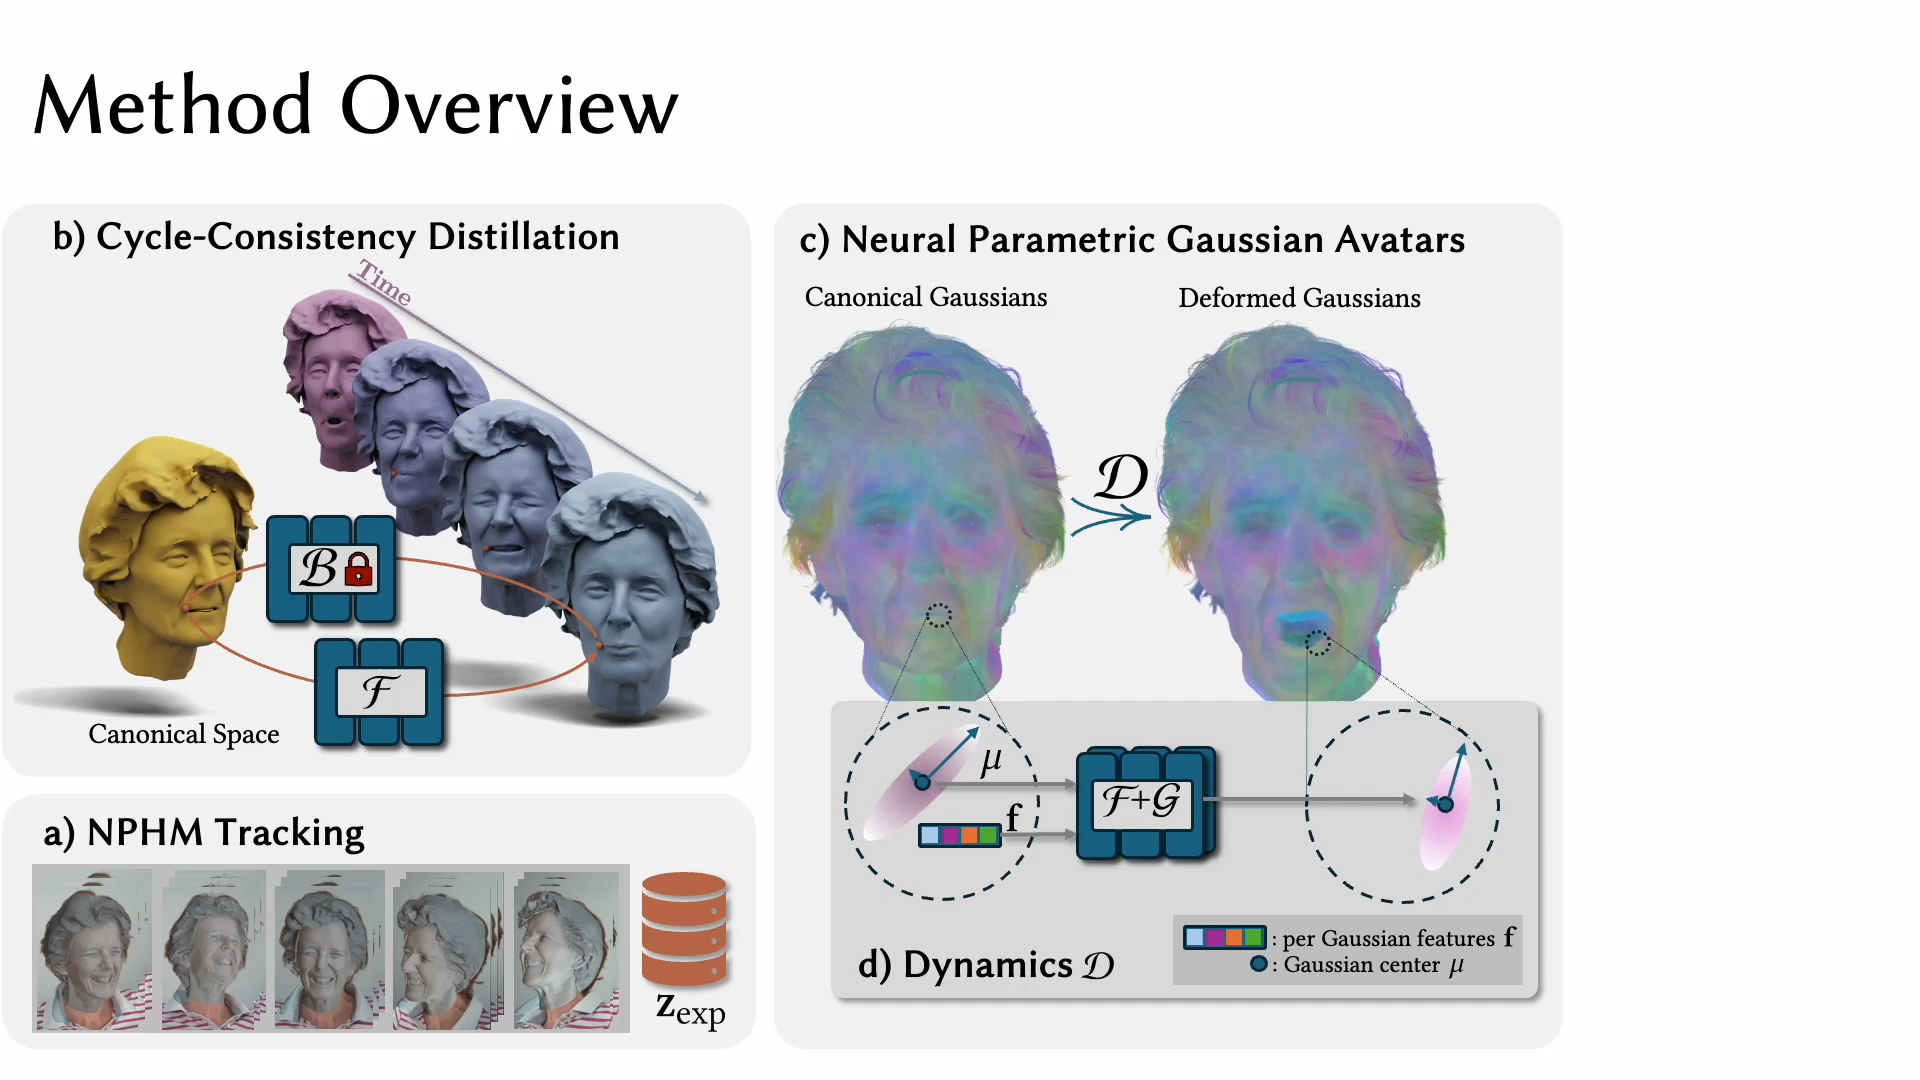 Method Overview
b) Cycle-Consistency Distillation
Time
ℬ
ℱ
Canonical Space
a) NPHM Tracking
z_exp
c) Neural Parametric Gaussian Avatars
Canonical Gaussians
Deformed Gaussians
𝒟
μ
f
ℱ+𝒢
d) Dynamics 𝒟
: per Gaussian features f
: Gaussian center μ